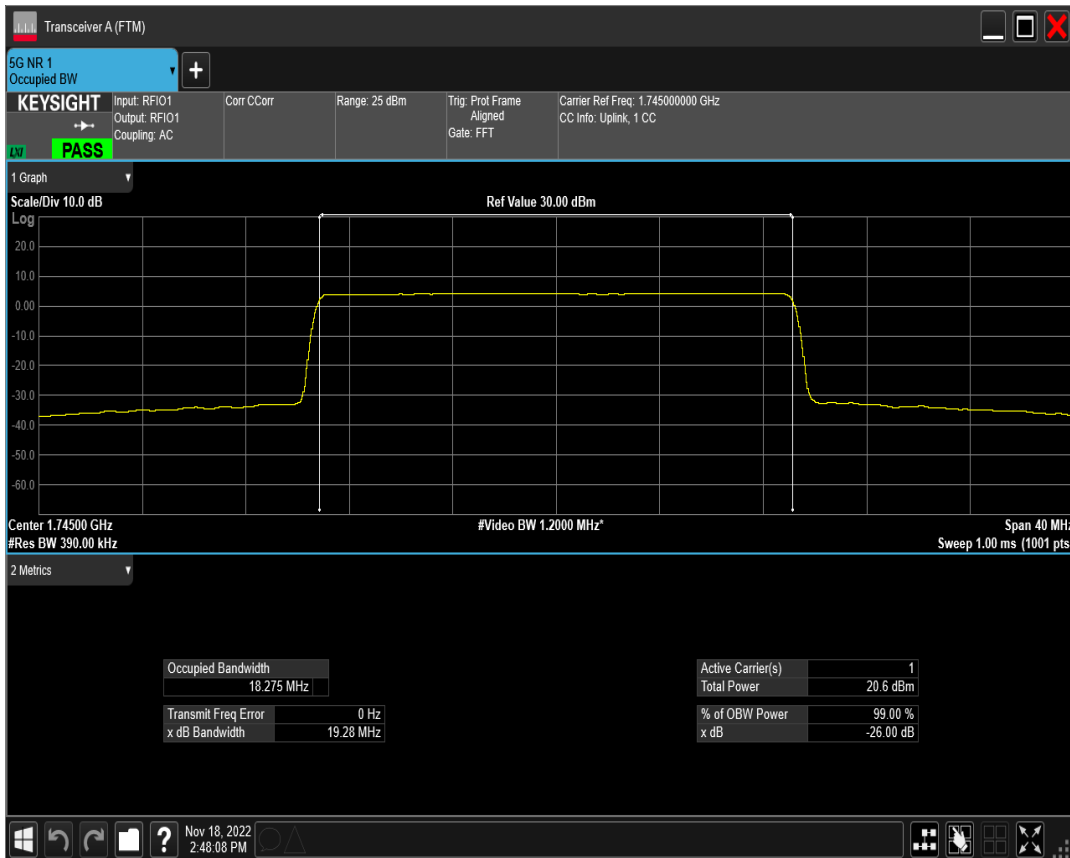 Transceiver A (FTM)
5G NR 1
Occupied BW
+
KEYSIGHT
LXI
PASS
Input: RFIO1
Output: RFIO1
Coupling: AC
Corr CCorr
Range: 25 dBm
Trig: Prot Frame
Aligned
Gate: FFT
Carrier Ref Freq: 1.745000000 GHz
CC Info: Uplink, 1 CC
1 Graph
Scale/Div 10.0 dB
Ref Value 30.00 dBm
Log
20.0
10.0
0.00
-10.0
-20.0
-30.0
-40.0
-50.0
-60.0
Center 1.74500 GHz
#Video BW 1.2000 MHz*
Span 40 MHz
#Res BW 390.00 kHz
Sweep 1.00 ms (1001 pts
2 Metrics
Occupied Bandwidth
18.275 MHz
Transmit Freq Error 0 Hz
x dB Bandwidth 19.28 MHz
Active Carrier(s) 1
Total Power 20.6 dBm
% of OBW Power 99.00 %
x dB -26.00 dB
?
Nov 18, 2022
2:48:08 PM